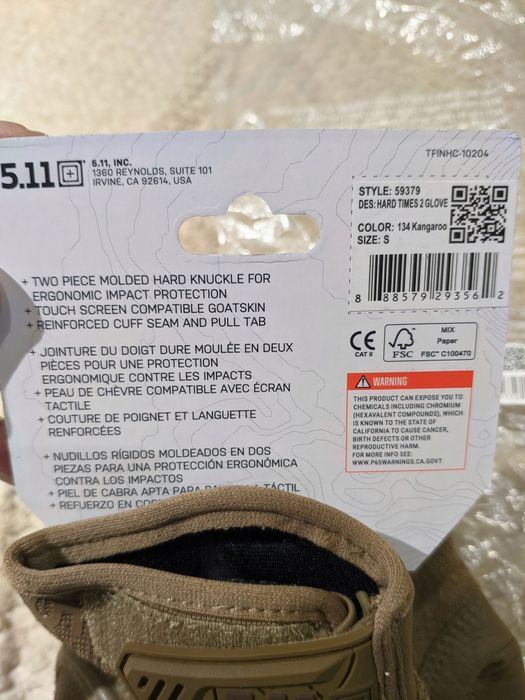 5.11
6.11, INC.
1360 REYNOLDS, SUITE 101
IRVINE, CA 92614, USA
TFINHC-10204
STYLE: 59379
DES: HARD TIMES 2 GLOVE
COLOR: 134 Kangaroo
SIZE: S
8 88579 29356 2
+ TWO PIECE MOLDED HARD KNUCKLE FOR
ERGONOMIC IMPACT PROTECTION
+ TOUCH SCREEN COMPATIBLE GOATSKIN
+ REINFORCED CUFF SEAM AND PULL TAB
+ JOINTURE DU DOIGT DURE MOULÉE EN DEUX
PIÈCES POUR UNE PROTECTION
ERGONOMIQUE CONTRE LES IMPACTS
+ PEAU DE CHÈVRE COMPATIBLE AVEC ÉCRAN
TACTILE
+ COUTURE DE POIGNET ET LANGUETTE
RENFORCÉES
+ NUDILLOS RÍGIDOS MOLDEADOS EN DOS
PIEZAS PARA UNA PROTECCIÓN ERGONÓMICA
CONTRA LOS IMPACTOS
+ PIEL DE CABRA APTA PARA PANTALLA TÁCTIL
+ REFUERZO EN
CE
CAT II
FSC
MIX
Paper
FSC™ C100470
WARNING
THIS PRODUCT CAN EXPOSE YOU TO
CHEMICALS INCLUDING CHROMIUM
(HEXAVALENT COMPOUNDS), WHICH
IS KNOWN TO THE STATE OF
CALIFORNIA TO CAUSE CANCER,
BIRTH DEFECTS OR OTHER
REPRODUCTIVE HARM.
WWW.P65WARNINGS.CA.GOVT